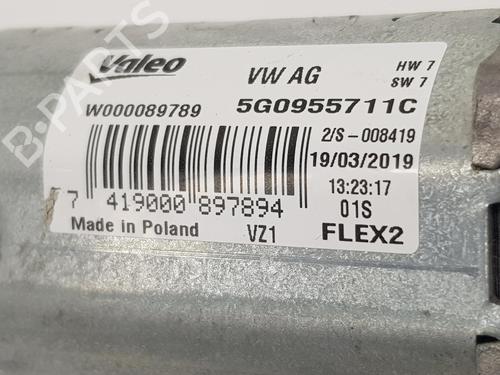 Valeo
VW AG
HW 7
SW 7
W000089789
5G0955711C
2/S-008419
19/03/2019
13:23:17
7 419000 897894
01S
Made in Poland
VZ1
FLEX2
B-PARTS